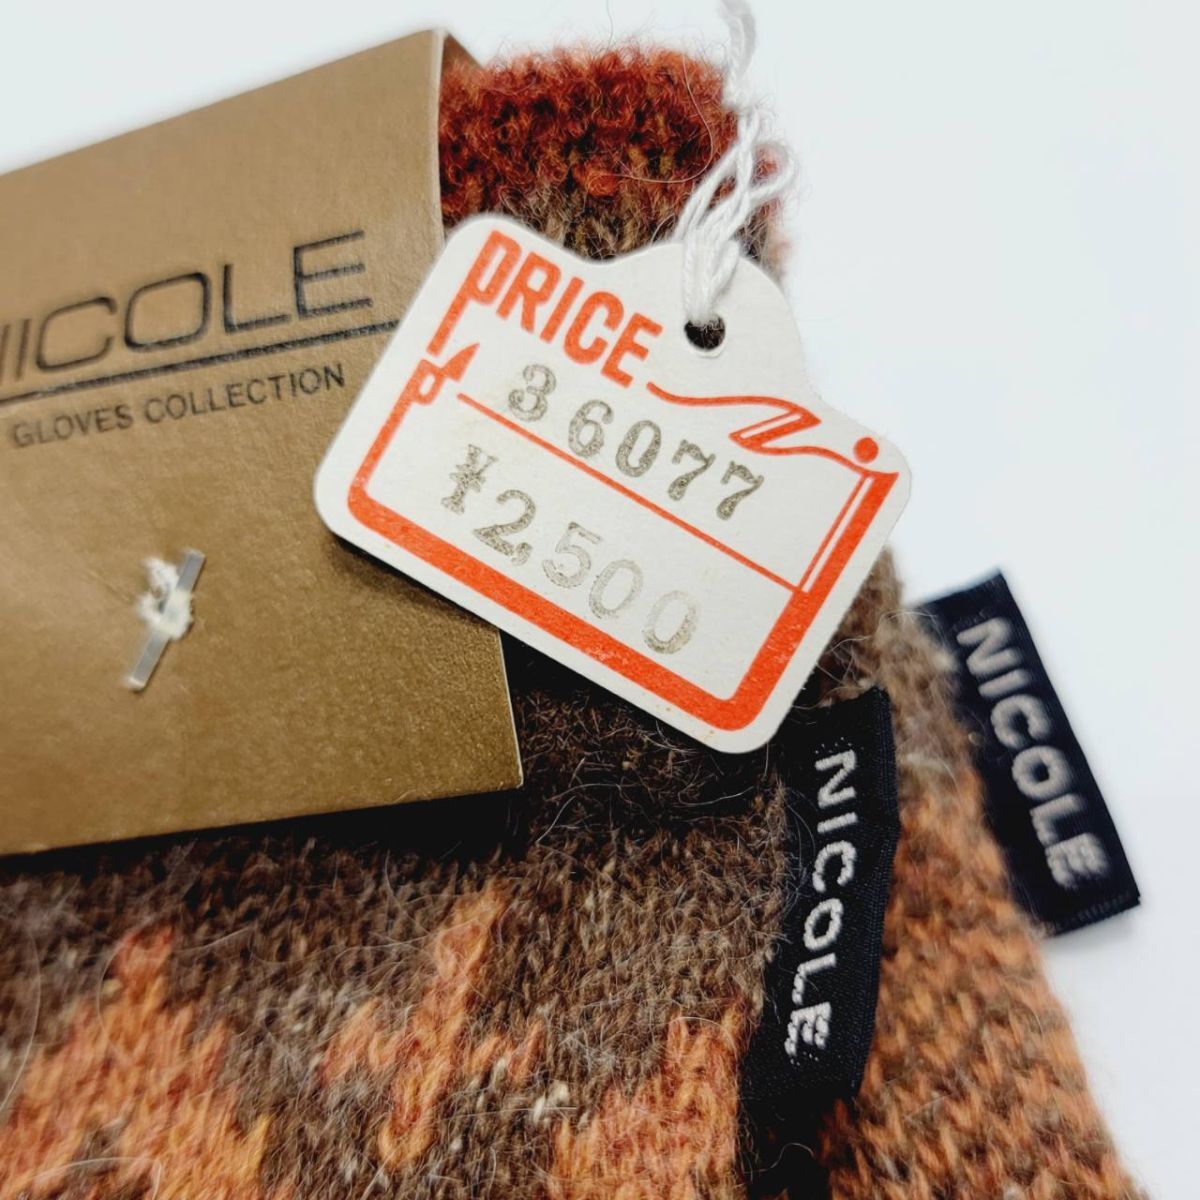 NICOLE
GLOVES COLLECTION
PRICE
36077
¥2,500
NICOLE
NICOLE